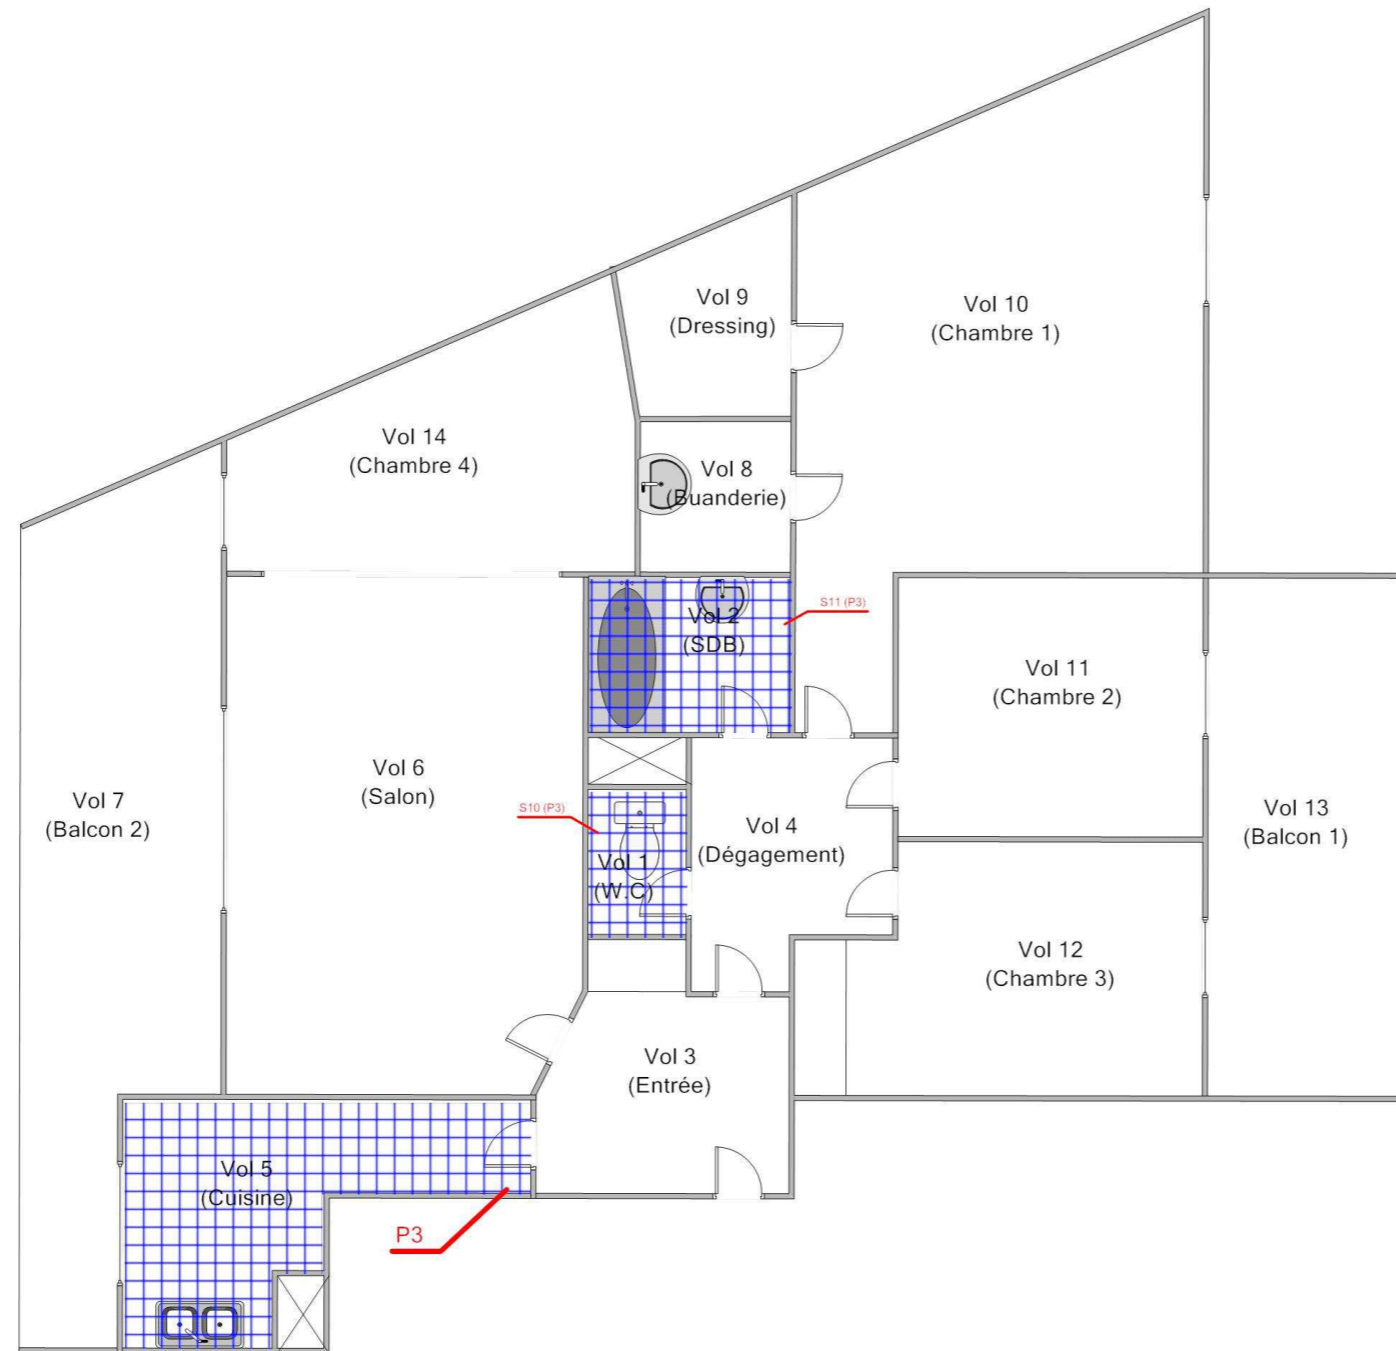 Vol 9
(Dressing)
Vol 10
(Chambre 1)
Vol 14
(Chambre 4)
Vol 8
(Buanderie)
S11 (P3)
Vol 2
(SDB)
Vol 11
(Chambre 2)
Vol 6
(Salon)
Vol 7
(Balcon 2)
S10 (P3)
Vol 1
(W.C)
Vol 4
(Dégagement)
Vol 13
(Balcon 1)
Vol 12
(Chambre 3)
Vol 3
(Entrée)
Vol 5
(Cuisine)
P3